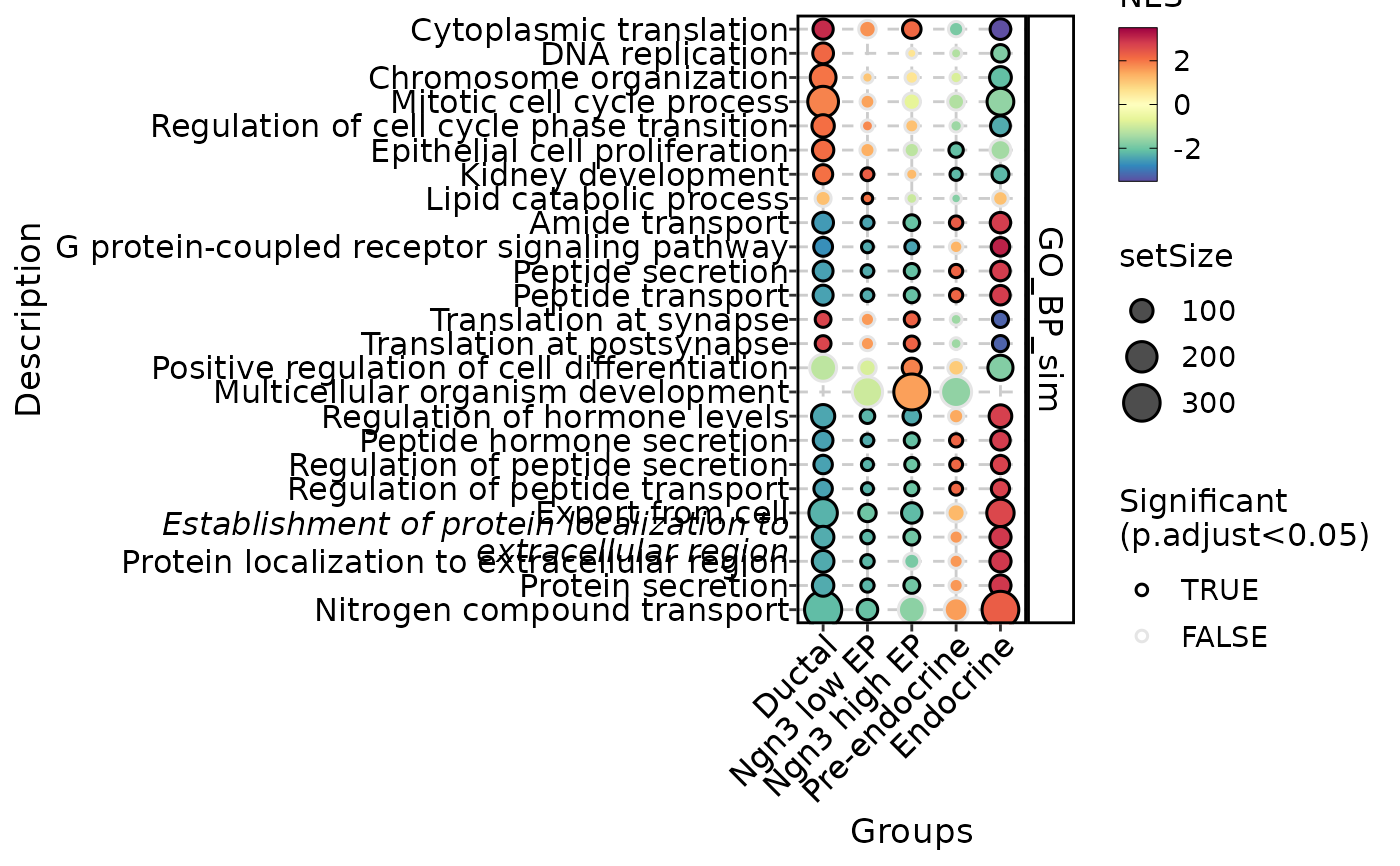 Cytoplasmic translation
DNA replication
Chromosome organization
Mitotic cell cycle process
Regulation of cell cycle phase transition
Epithelial cell proliferation
Kidney development
Lipid catabolic process
Amide transport
G protein-coupled receptor signaling pathway
Peptide secretion
Peptide transport
Translation at synapse
Translation at postsynapse
Positive regulation of cell differentiation
Multicellular organism development
Regulation of hormone levels
Peptide hormone secretion
Regulation of peptide secretion
Regulation of peptide transport
Export from cell
Establishment of protein localization to
extracellular region
Protein localization to extracellular region
Protein secretion
Nitrogen compound transport
Description
Ductal
Ngn3 low EP
Ngn3 high EP
Pre-endocrine
Endocrine
Groups
GO_BP_sim
NES
2
0
-2
setSize
100
200
300
Significant
(p.adjust<0.05)
TRUE
FALSE